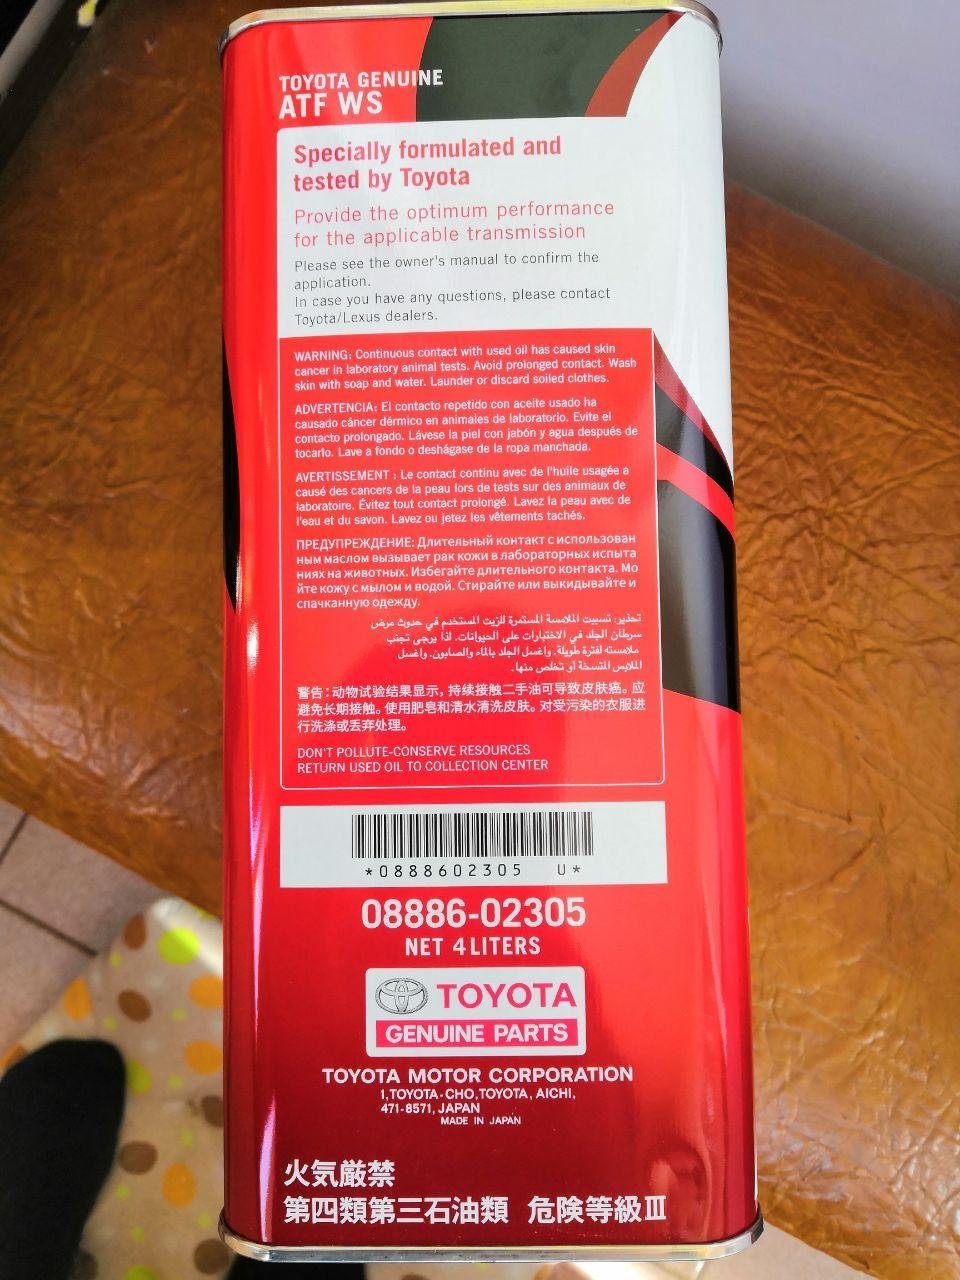 TOYOTA GENUINE
ATF WS
Specially formulated and
tested by Toyota
Provide the optimum performance
for the applicable transmission
Please see the owner's manual to confirm the
application.
In case you have any questions, please contact
Toyota/Lexus dealers.
WARNING: Continuous contact with used oil has caused skin
cancer in laboratory animal tests. Avoid prolonged contact. Wash
skin with soap and water. Launder or discard soiled clothes.
ADVERTENCIA: El contacto repetido con aceite usado ha
causado cáncer dérmico en animales de laboratorio. Evite el
contacto prolongado. Lávese la piel con jabón y agua después de
tocarlo. Lave a fondo o deshágase de la ropa manchada.
AVERTISSEMENT : Le contact continu avec de l'huile usagée a
causé des cancers de la peau lors de tests sur des animaux de
laboratoire. Évitez tout contact prolongé. Lavez la peau avec de
l'eau et du savon. Lavez ou jetez les vêtements tachés.
ПРЕДУПРЕЖДЕНИЕ: Длительный контакт с использован
ным маслом вызывает рак кожи в лабораторных испыта
ниях на животных. Избегайте длительного контакта. Мо
йте кожу с мылом и водой. Стирайте или выкидывайте и
спачканную одежду.
تحذير: تسببت الملامسة المستمرة للزيت المستخدم في حدوث مرض
سرطان الجلد في الاختبارات على الحيوانات. لذا يرجى تجنب
ملامسته لفترة طويلة. واغسل الجلد بالماء والصابون. واغسل
الملابس المتسخة أو تخلص منها.
警告：动物试验结果显示，持续接触二手油可导致皮肤癌。应
避免长期接触。使用肥皂和清水清洗皮肤。对受污染的衣服进
行洗涤或丢弃处理。
DON'T POLLUTE-CONSERVE RESOURCES
RETURN USED OIL TO COLLECTION CENTER
*0888602305 U*
08886-02305
NET 4 LITERS
TOYOTA
GENUINE PARTS
TOYOTA MOTOR CORPORATION
1,TOYOTA-CHO,TOYOTA, AICHI,
471-8571, JAPAN
MADE IN JAPAN
火気厳禁
第四類第三石油類 危険等級Ⅲ